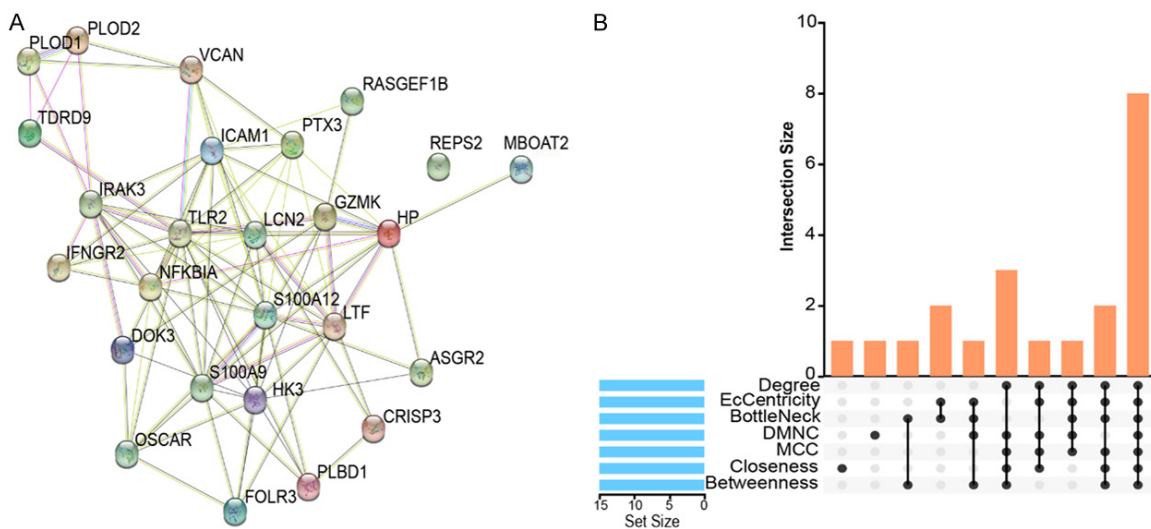 A
PLOD2
PLOD1
VCAN
RASGEF1B
TDRD9
ICAM1
PTX3
REPS2
MBOAT2
IRAK3
TLR2
LCN2
GZMK
HP
IFNGR2
NFKBIA
S100A12
LTF
DOK3
ASGR2
S100A9
HK3
CRISP3
OSCAR
PLBD1
FOLR3
B
Intersection Size
10
8
6
4
2
0
Degree
EcCentricity
BottleNeck
DMNC
MCC
Closeness
Betweenness
15 10 5 0
Set Size